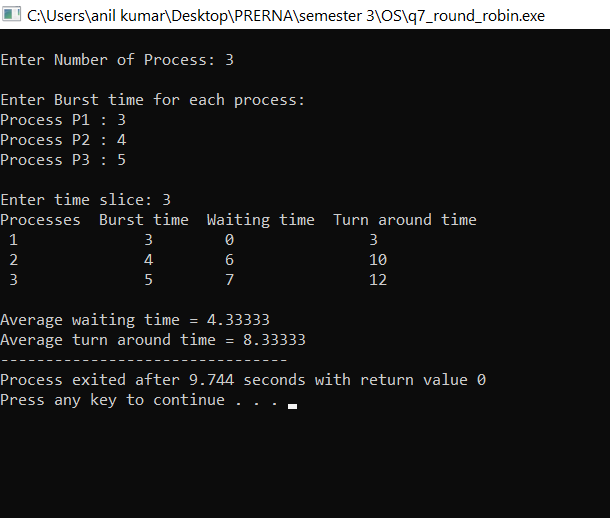 C:\Users\anil kumar\Desktop\PRERNA\semester 3\OS\q7_round_robin.exe
Enter Number of Process: 3
Enter Burst time for each process:
Process P1 : 3
Process P2 : 4
Process P3 : 5
Enter time slice: 3
Processes  Burst time  Waiting time  Turn around time
 1              3        0               3
 2              4        6               10
 3              5        7               12
Average waiting time = 4.33333
Average turn around time = 8.33333
--------------------------------
Process exited after 9.744 seconds with return value 0
Press any key to continue . . .